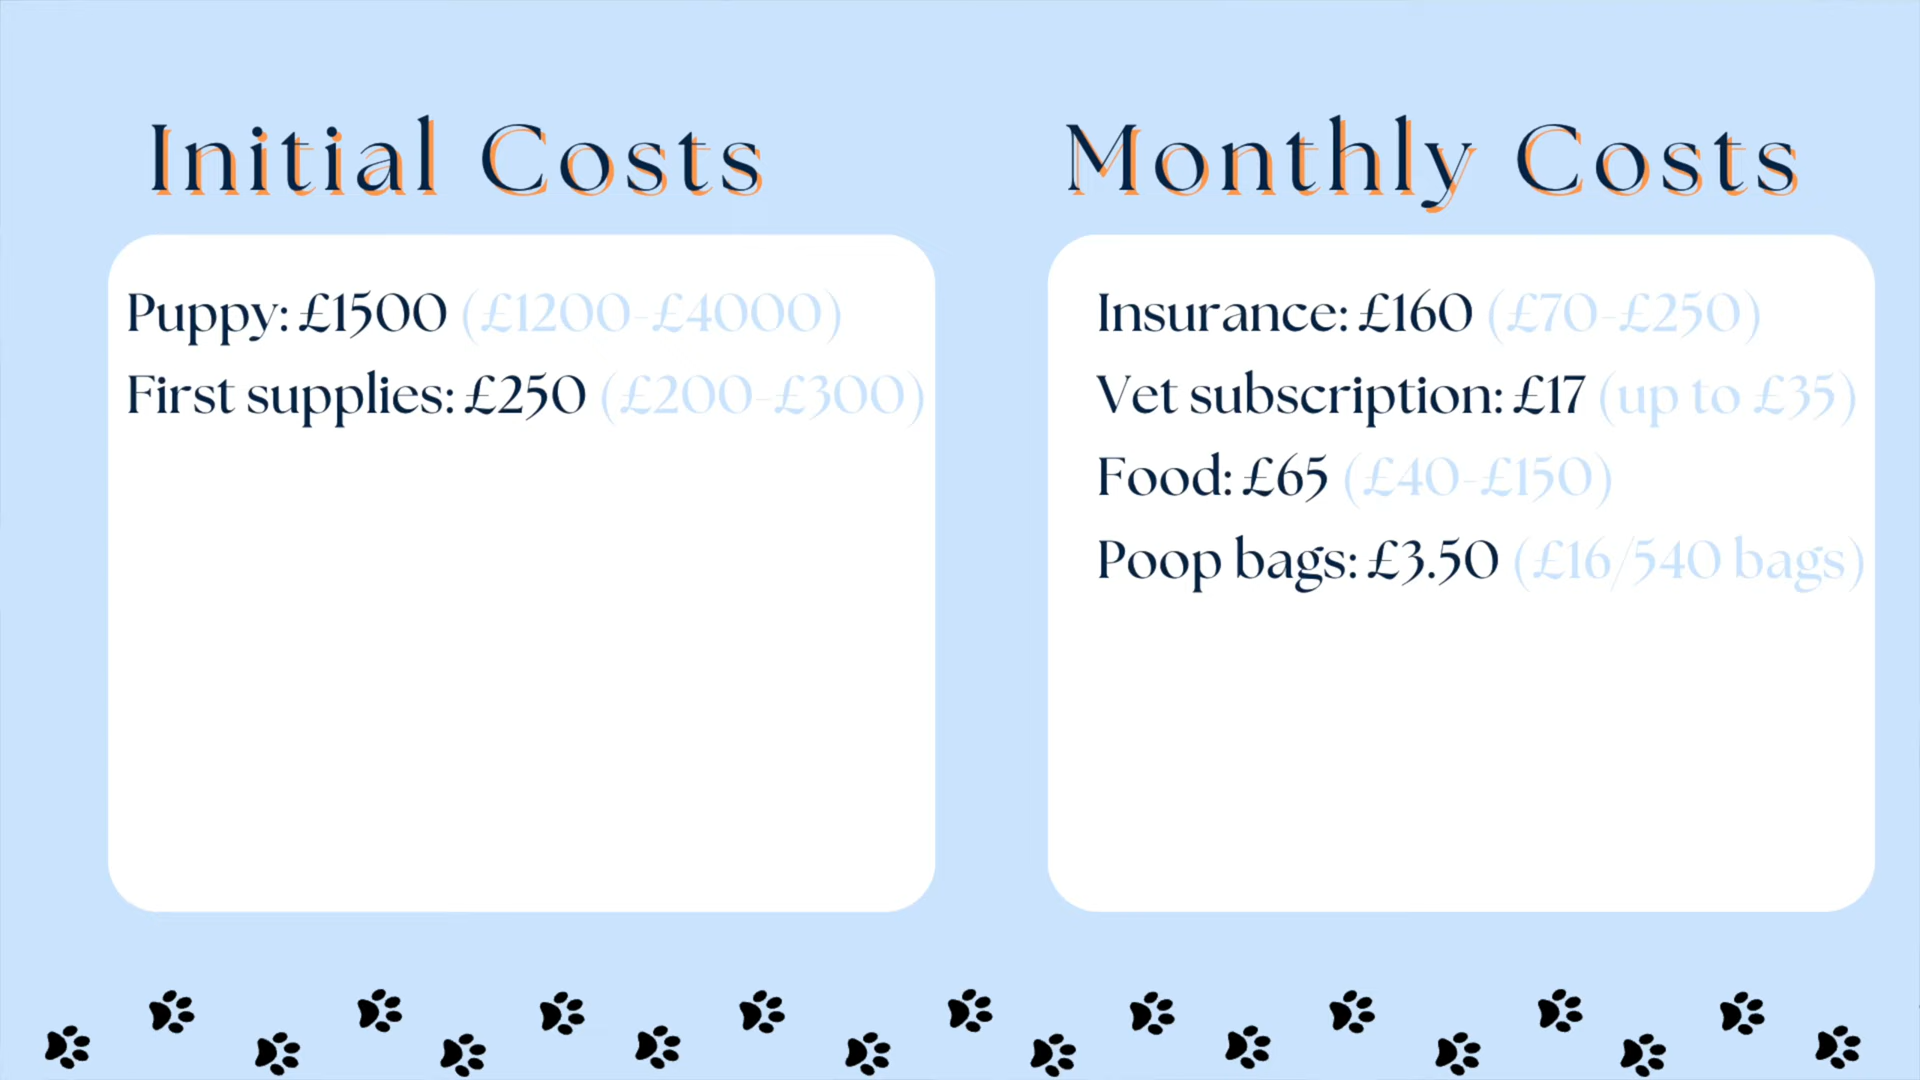 Initial Costs
Puppy: £1500 (£1200-£4000)
First supplies: £250 (£200-£300)
Monthly Costs
Insurance: £160 (£70-£250)
Vet subscription: £17 (up to £35)
Food: £65 (£40-£150)
Poop bags: £3.50 (£16/540 bags)